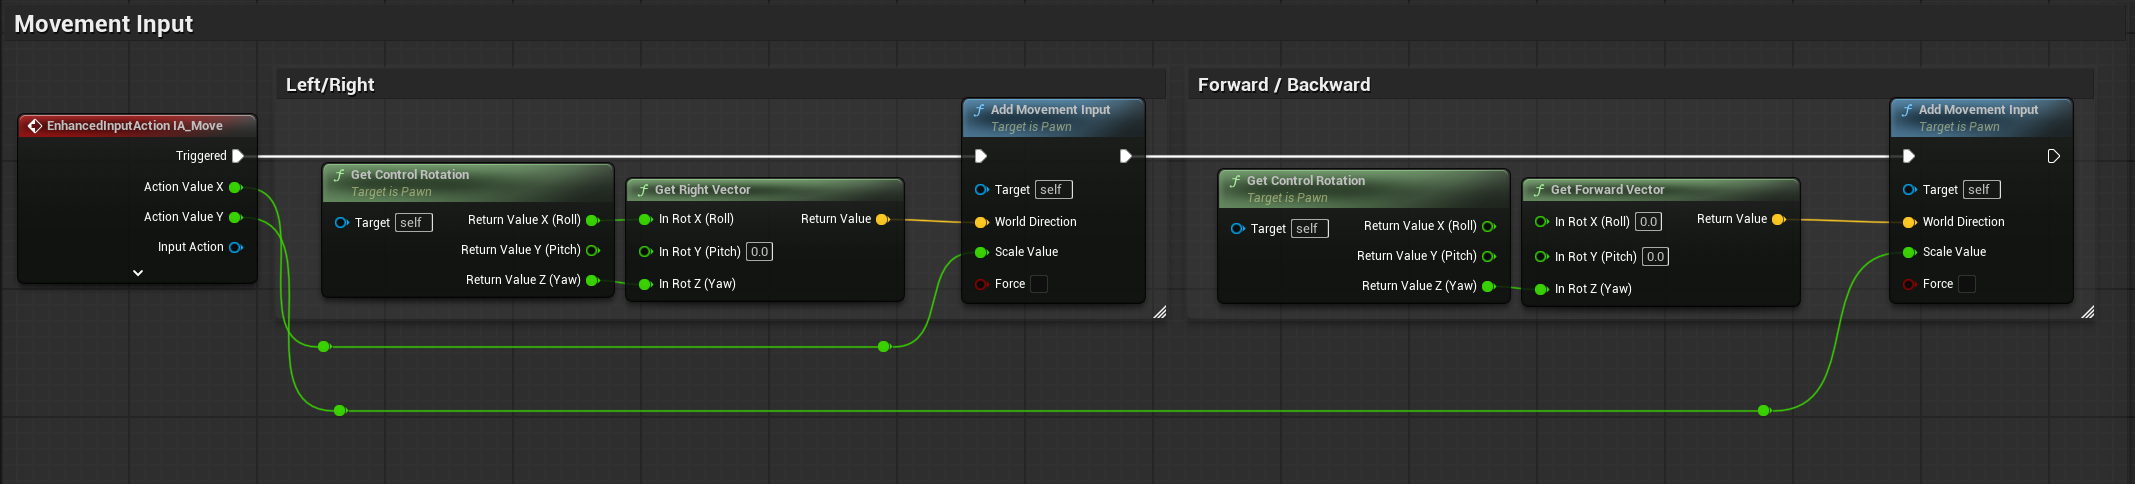 Movement Input
Left/Right
Forward / Backward
EnhancedInputAction IA_Move
Triggered
Action Value X
Action Value Y
Input Action
Get Control Rotation
Target is Pawn
Target self
Return Value X (Roll)
Return Value Y (Pitch)
Return Value Z (Yaw)
Get Right Vector
In Rot X (Roll)
Return Value
In Rot Y (Pitch) 0.0
In Rot Z (Yaw)
Add Movement Input
Target is Pawn
Target self
World Direction
Scale Value
Force
Get Control Rotation
Target is Pawn
Target self
Return Value X (Roll)
Return Value Y (Pitch)
Return Value Z (Yaw)
Get Forward Vector
In Rot X (Roll) 0.0
Return Value
In Rot Y (Pitch) 0.0
In Rot Z (Yaw)
Add Movement Input
Target is Pawn
Target self
World Direction
Scale Value
Force